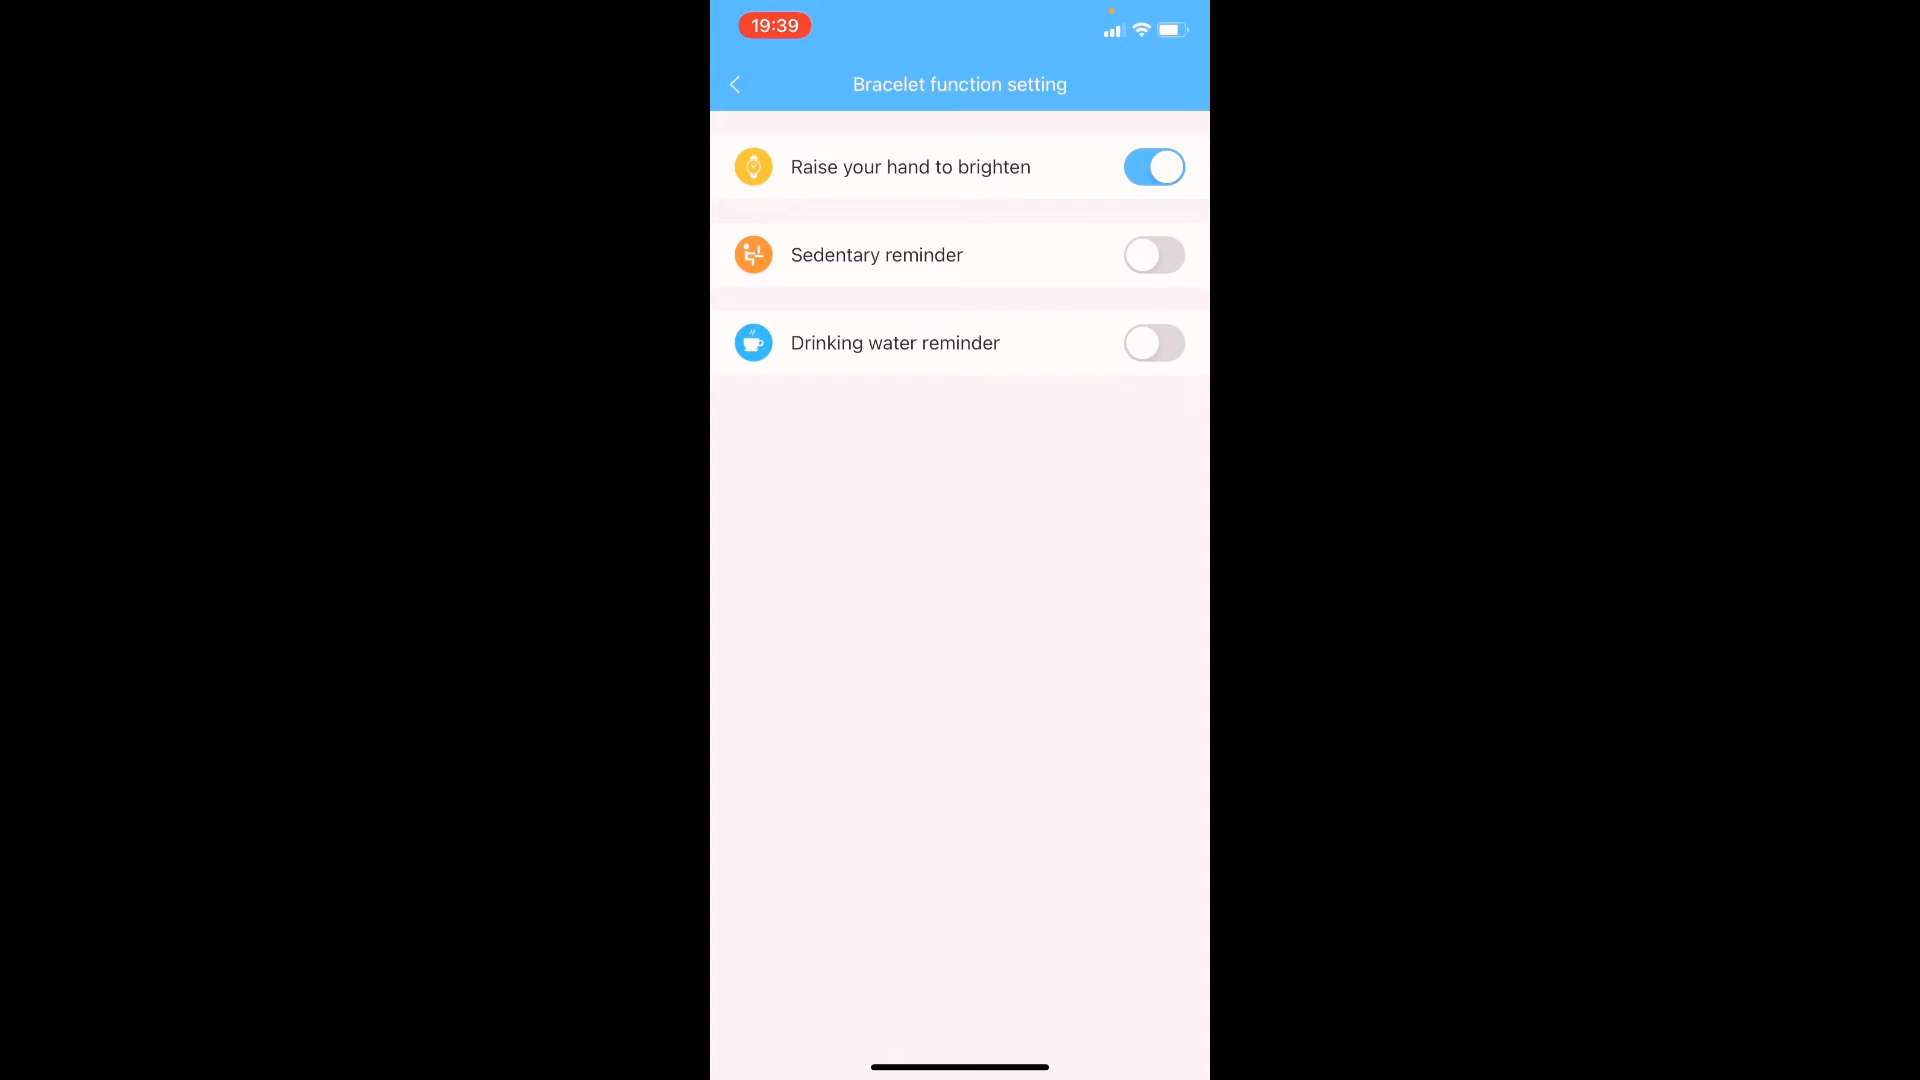 19:39
Bracelet function setting
Raise your hand to brighten
Sedentary reminder
Drinking water reminder